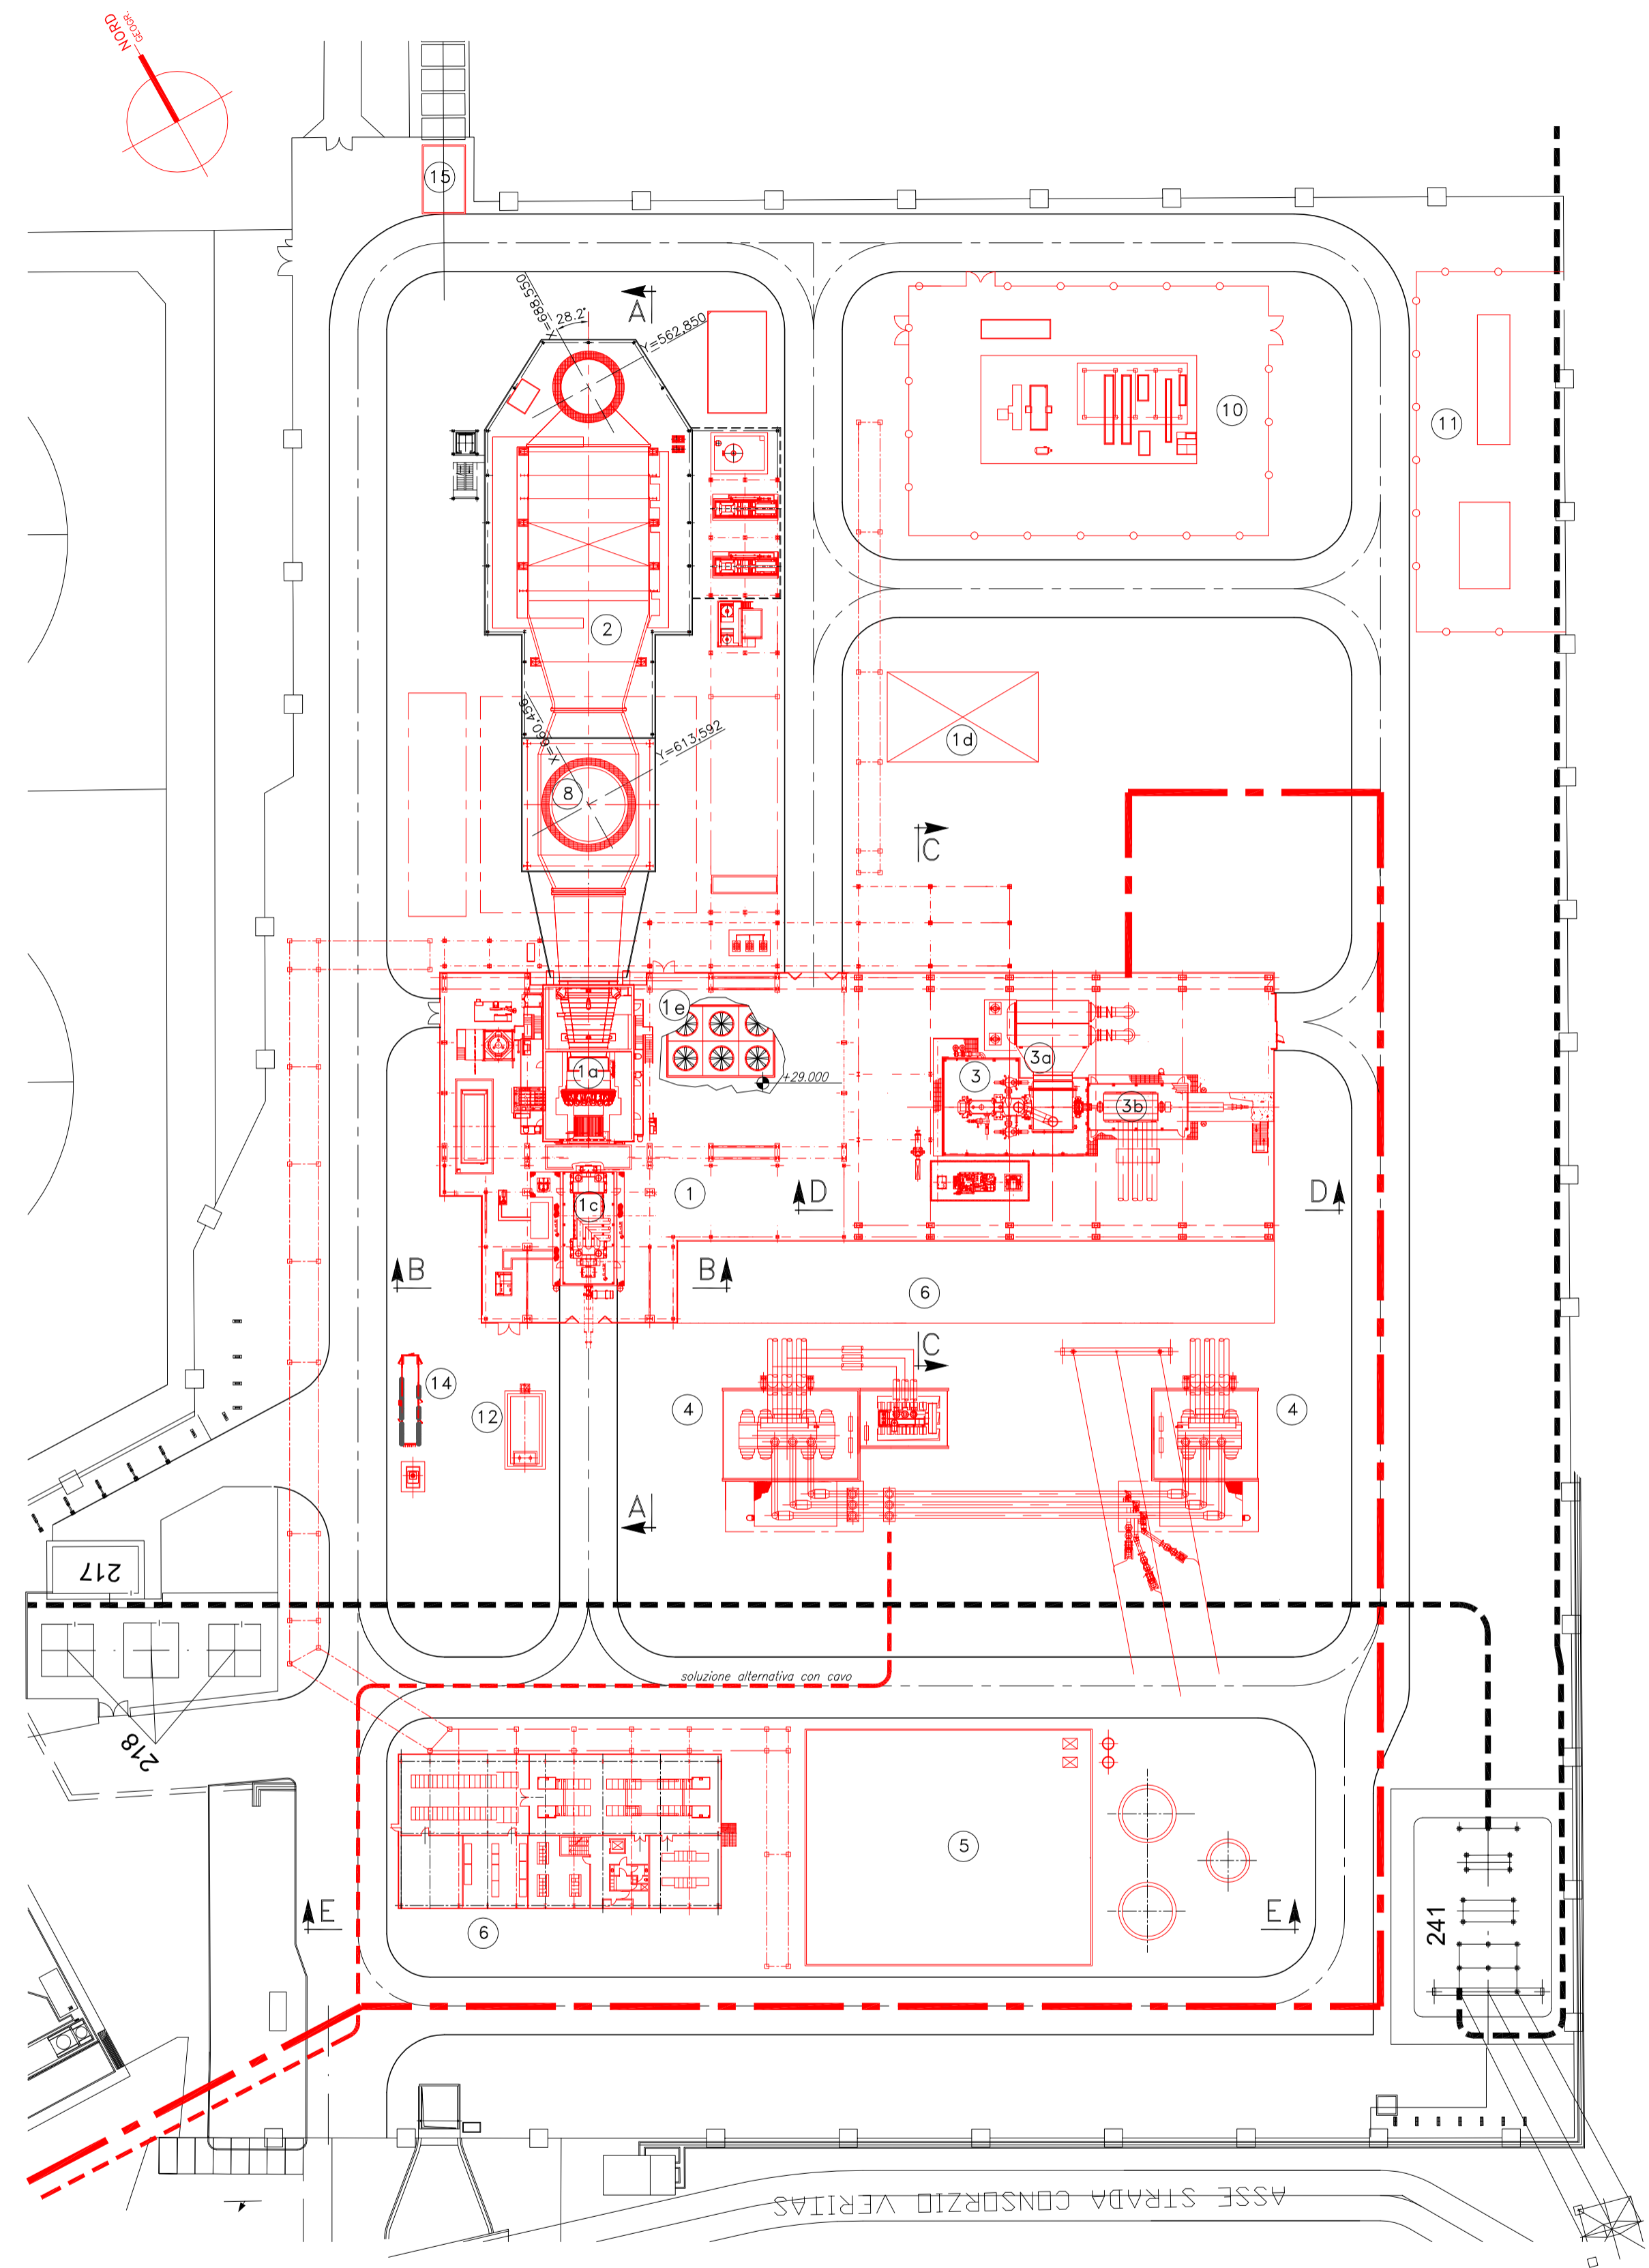 NORD
GEOGR.
15
A
X=688,550
28.2°
Y=562,850
10
11
2
X=660,456
Y=613,592
1d
8
C
1e
3a
1a
3
+29.000
3b
1
D
D
1c
B
B
6
C
14
12
4
4
A
217
soluzione alternativa con cavo
218
5
241
E
E
6
ASSE STRADA CONSORZIO VERITAS